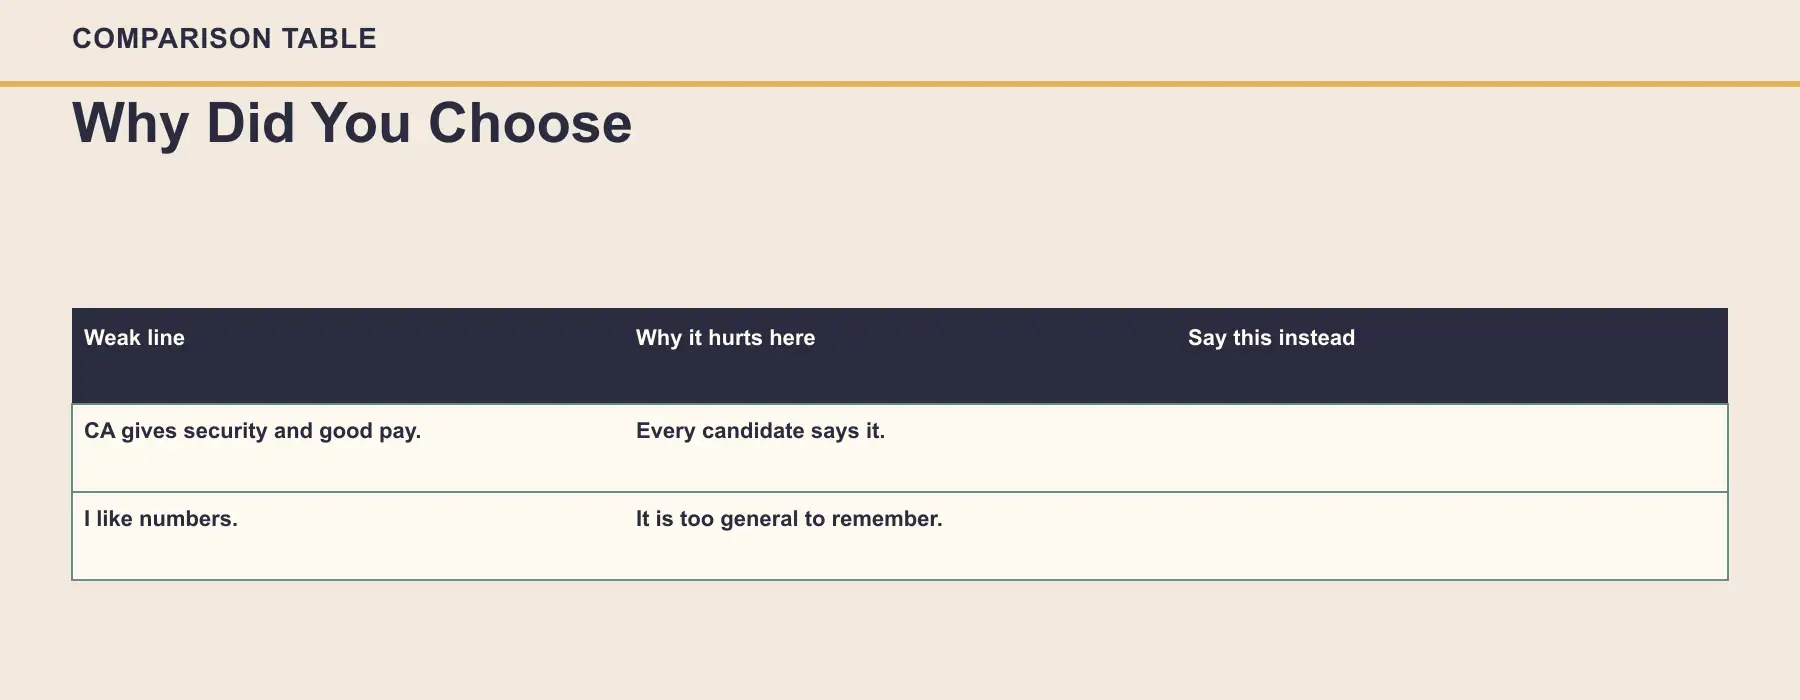 COMPARISON TABLE
Why Did You Choose
Weak line Why it hurts here Say this instead
CA gives security and good pay. Every candidate says it.
I like numbers. It is too general to remember.